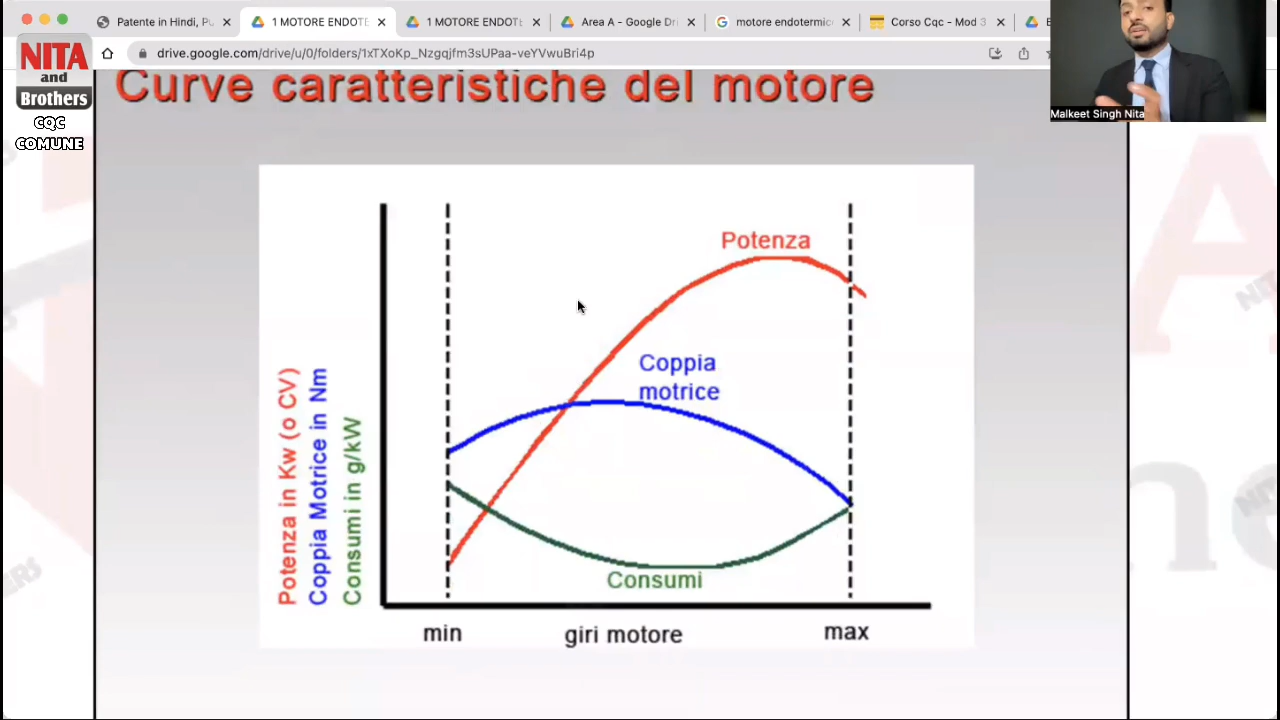 Patente in Hindi, Pu
1 MOTORE ENDOTE
1 MOTORE ENDOTE
Area A - Google Dri
motore endotermic
Corso Cqc - Mod 3
drive.google.com/drive/u/0/folders/1xTXoKp_Nzgqjfm3sUPaa-veYVwuBri4p
NITA
and
Brothers
CQC
COMUNE
Malkeet Singh Nita
Curve caratteristiche del motore
Potenza
Coppia
motrice
Consumi
Potenza in Kw (o CV)
Coppia Motrice in Nm
Consumi in g/kW
min
giri motore
max